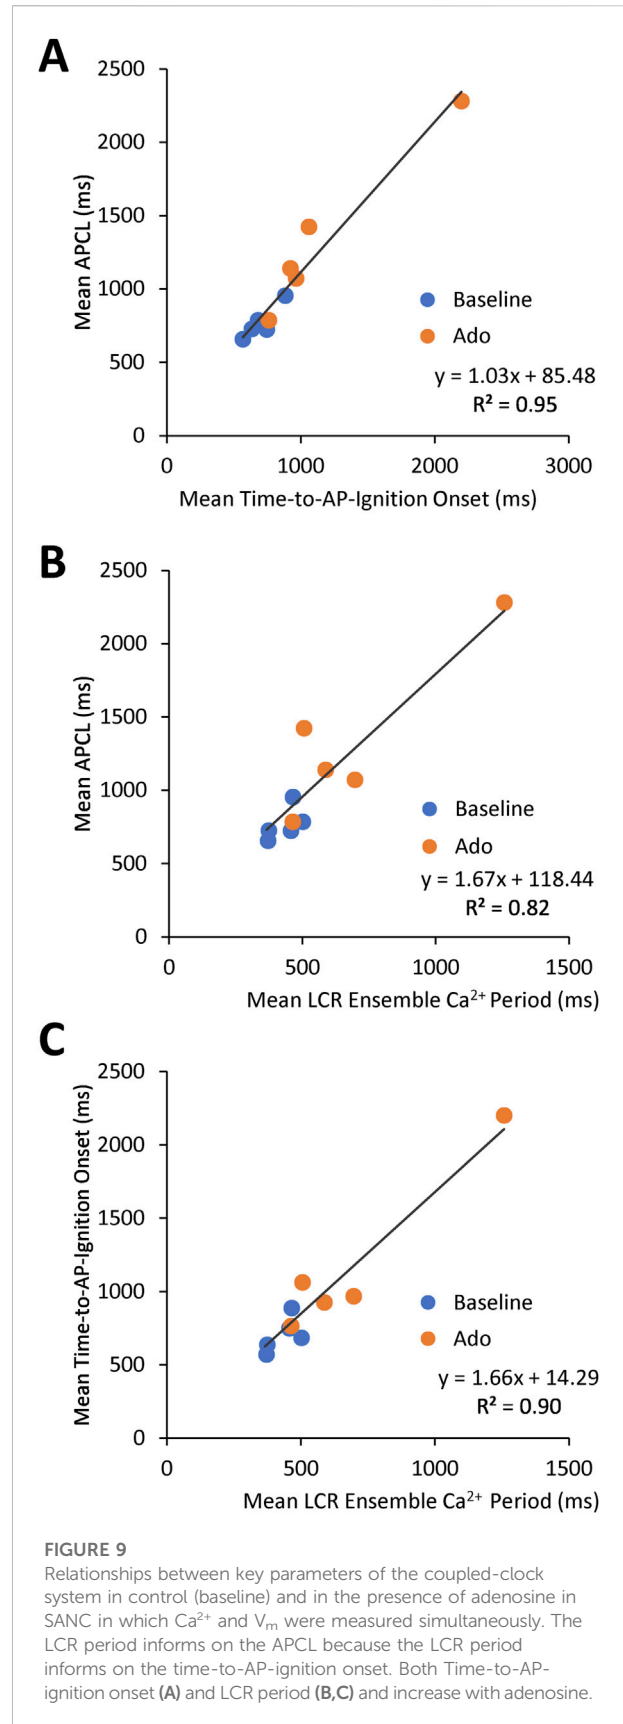 A
2500
2000
1500
1000
500
0
Mean APCL (ms)
Baseline
Ado
y = 1.03x + 85.48
R² = 0.95
0 1000 2000 3000
Mean Time-to-AP-Ignition Onset (ms)
B
2500
2000
1500
1000
500
0
Mean APCL (ms)
Baseline
Ado
y = 1.67x + 118.44
R² = 0.82
0 500 1000 1500
Mean LCR Ensemble Ca²⁺ Period (ms)
C
2500
2000
1500
1000
500
0
Mean Time-to-AP-Ignition Onset (ms)
Baseline
Ado
y = 1.66x + 14.29
R² = 0.90
0 500 1000 1500
Mean LCR Ensemble Ca²⁺ Period (ms)
FIGURE 9
Relationships between key parameters of the coupled-clock
system in control (baseline) and in the presence of adenosine in
SANC in which Ca²⁺ and Vₘ were measured simultaneously. The
LCR period informs on the APCL because the LCR period
informs on the time-to-AP-ignition onset. Both Time-to-AP-
ignition onset (A) and LCR period (B,C) and increase with adenosine.